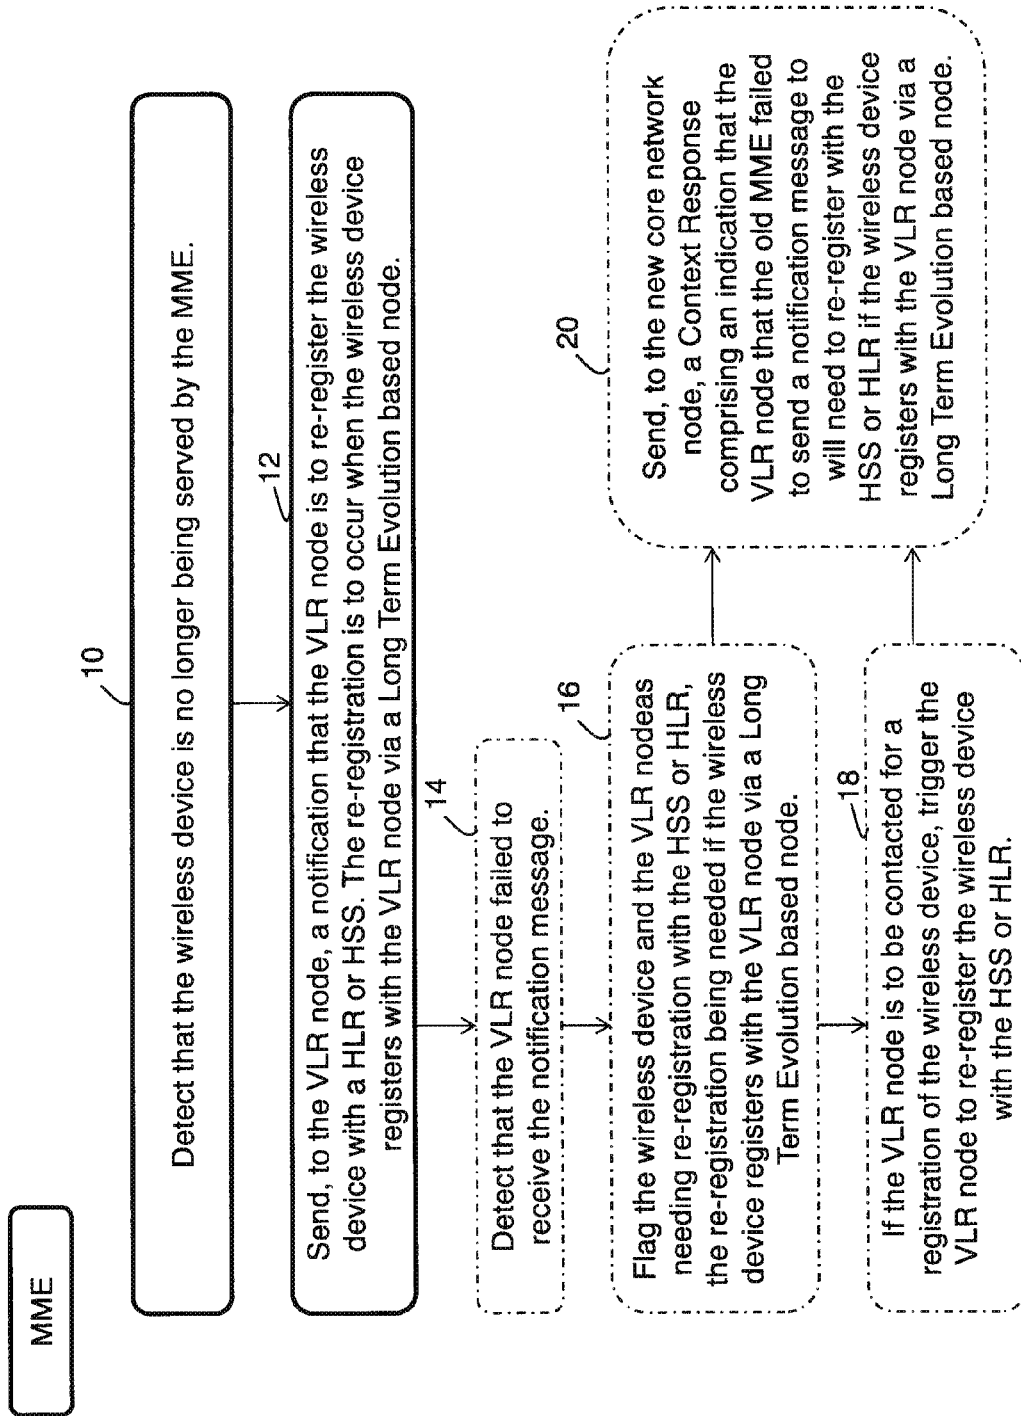 MME
10
Detect that the wireless device is no longer being served by the MME.
12
Send, to the VLR node, a notification that the VLR node is to re-register the wireless
device with a HLR or HSS. The re-registration is to occur when the wireless device
registers with the VLR node via a Long Term Evolution based node.
14
Detect that the VLR node failed to
receive the notification message.
16
Flag the wireless device and the VLR nodeas
needing re-registration with the HSS or HLR,
the re-registration being needed if the wireless
device registers with the VLR node via a Long
Term Evolution based node.
18
If the VLR node is to be contacted for a
registration of the wireless device, trigger the
VLR node to re-register the wireless device
with the HSS or HLR.
20
Send, to the new core network
node, a Context Response
comprising an indication that the
VLR node that the old MME failed
to send a notification message to
will need to re-register with the
HSS or HLR if the wireless device
registers with the VLR node via a
Long Term Evolution based node.